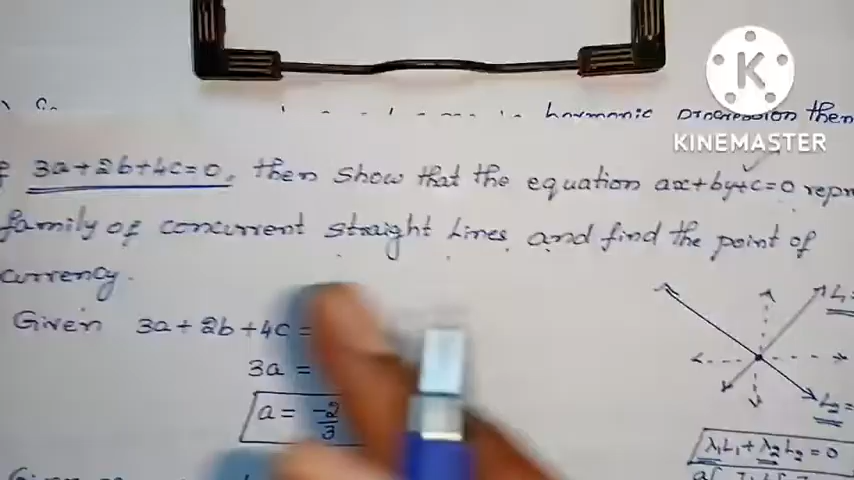 harmonic progression then
3a+2b+4c=0, then show that the equation ax+by+c=0 repr
family of concurrent straight lines and find the point of
currency.
Given 3a+2b+4c=
3a =
a = -2/3
L2=
λ1L1+λ2L2=0
K
KINEMASTER